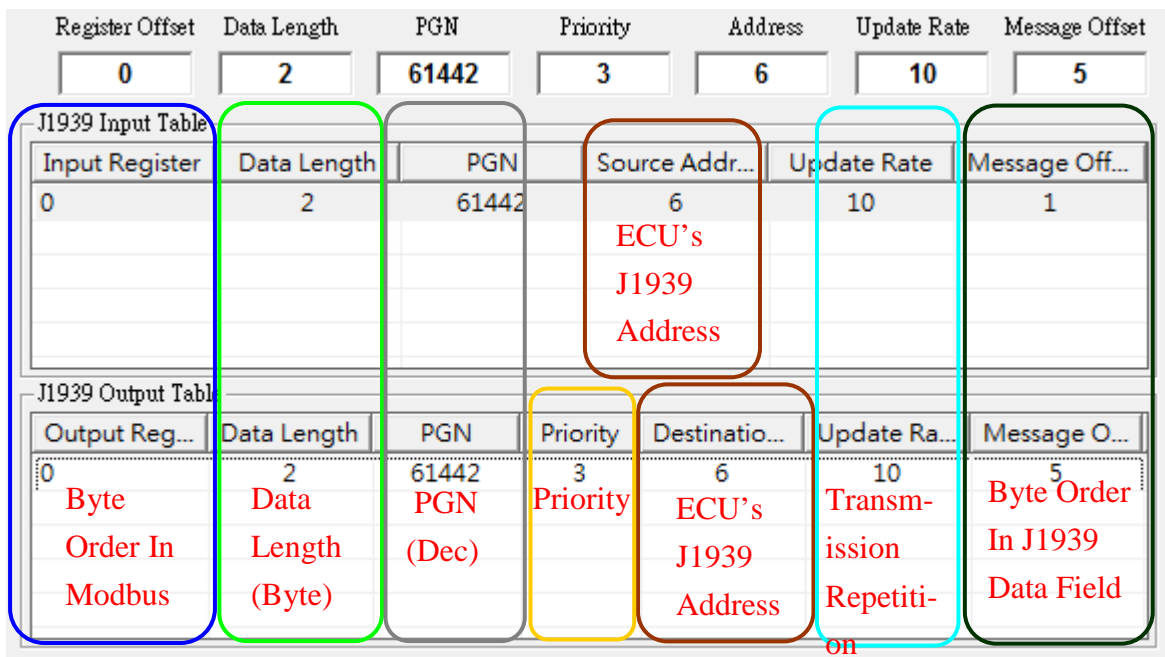 Register Offset Data Length PGN Priority Address Update Rate Message Offset
0 2 61442 3 6 10 5
J1939 Input Table
Input Register Data Length PGN Source Addr... Update Rate Message Off...
0 2 61442 6 10 1
ECU's
J1939
Address
J1939 Output Table
Output Reg... Data Length PGN Priority Destinatio... Update Ra... Message O...
0 2 61442 3 6 10 5
Byte
Order In
Modbus
Data
Length
(Byte)
PGN
(Dec)
Priority
ECU's
J1939
Address
Transm-
ission
Repetiti-
on
Byte Order
In J1939
Data Field